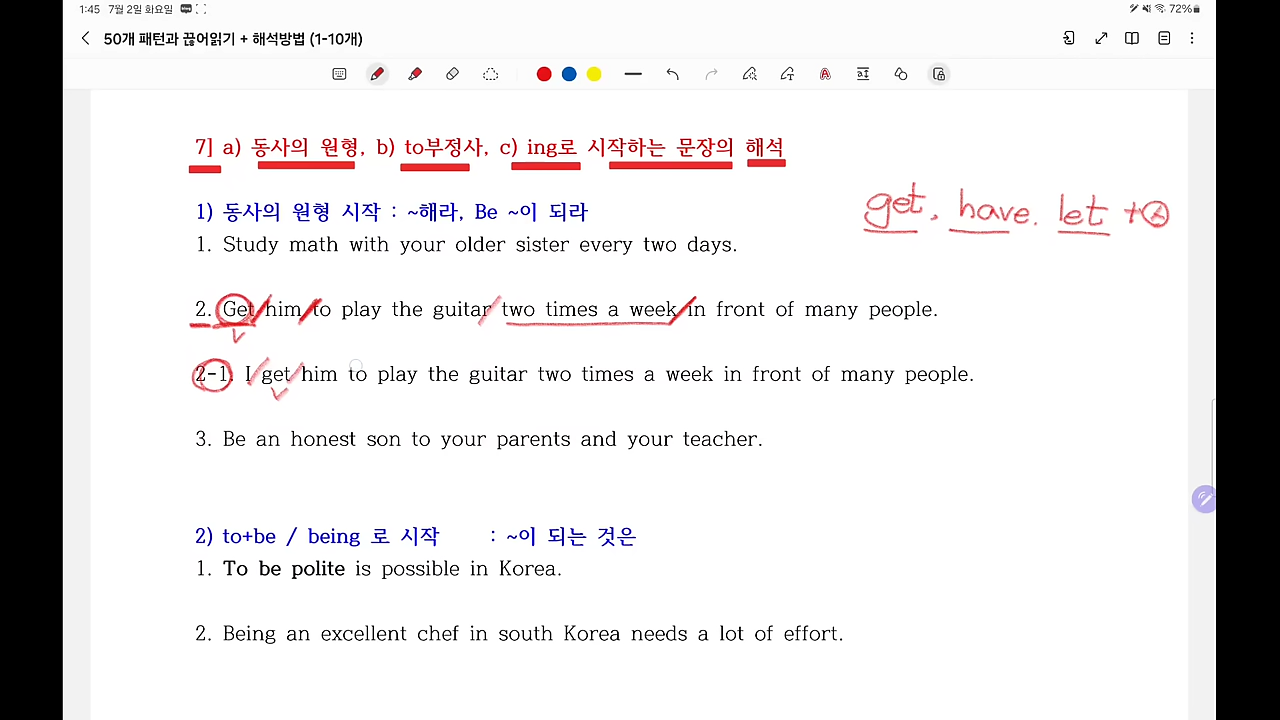 1:45 7월 2일 화요일
72%
50개 패턴과 끊어읽기 + 해석방법 (1-10개)
7] a) 동사의 원형, b) to부정사, c) ing로 시작하는 문장의 해석
1) 동사의 원형 시작 : ~해라, Be ~이 되라
get, have. let +A
1. Study math with your older sister every two days.
2. Get him to play the guitar two times a week in front of many people.
2-1. I get him to play the guitar two times a week in front of many people.
3. Be an honest son to your parents and your teacher.
2) to+be / being 로 시작 : ~이 되는 것은
1. To be polite is possible in Korea.
2. Being an excellent chef in south Korea needs a lot of effort.